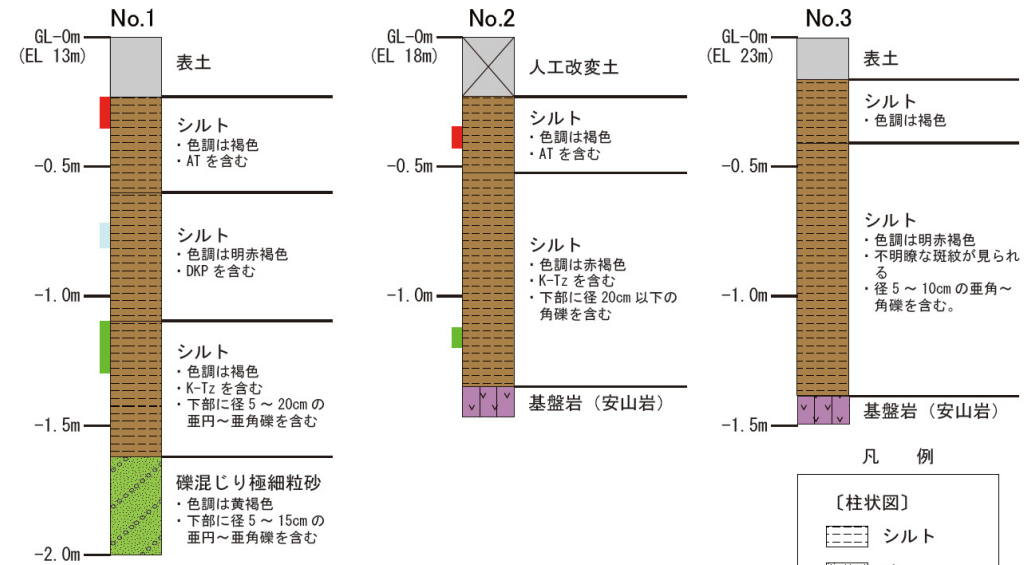 No.1
GL-0m
(EL 13m)
表土
シルト
・色調は褐色
・AT を含む
-0.5m
シルト
・色調は明赤褐色
・DKP を含む
-1.0m
シルト
・色調は褐色
・K-Tz を含む
・下部に径 5 ～ 20cm の
亜円～亜角礫を含む
-1.5m
礫混じり極細粒砂
・色調は黄褐色
・下部に径 5 ～ 15cm の
亜円～亜角礫を含む
-2.0m
No.2
GL-0m
(EL 18m)
人工改変土
シルト
・色調は褐色
・AT を含む
-0.5m
シルト
・色調は赤褐色
・K-Tz を含む
・下部に径 20cm 以下の
角礫を含む
-1.0m
基盤岩（安山岩）
No.3
GL-0m
(EL 23m)
表土
シルト
・色調は褐色
-0.5m
シルト
・色調は明赤褐色
・不明瞭な斑紋が見られ
る
・径 5 ～ 10cm の亜角～
角礫を含む。
-1.0m
基盤岩（安山岩）
-1.5m
凡 例
〔柱状図〕
シルト